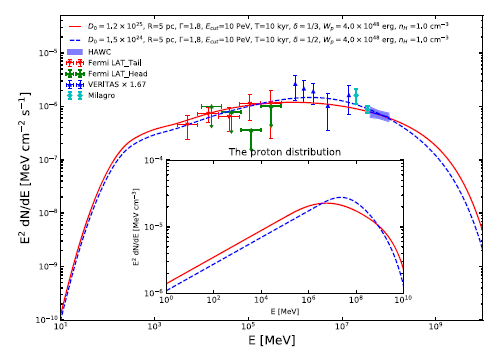 D₀ = 1,2 × 10²⁵, R=5 pc, Γ=1,8, E_cut=10 PeV, T=10 kyr, δ = 1/3, W_p = 4,0 × 10⁴⁸ erg, n_H =1,0 cm⁻³
D₀ = 1,5 × 10²⁴, R=5 pc, Γ=1,8, E_cut=10 PeV, T=10 kyr, δ = 1/2, W_p = 4,0 × 10⁴⁸ erg, n_H =1,0 cm⁻³
HAWC
Fermi LAT_Tail
Fermi LAT_Head
VERITAS × 1.67
Milagro
10⁻⁵
10⁻⁶
10⁻⁷
10⁻⁸
10⁻⁹
10⁻¹⁰
E² dN/dE [MeV cm⁻² s⁻¹]
The proton distribution
10⁻⁴
10⁻⁵
10⁻⁶
E² dN/dE [MeV cm⁻³]
10⁰ 10² 10⁴ 10⁶ 10⁸ 10¹⁰
E [MeV]
10¹ 10³ 10⁵ 10⁷ 10⁹
E [MeV]